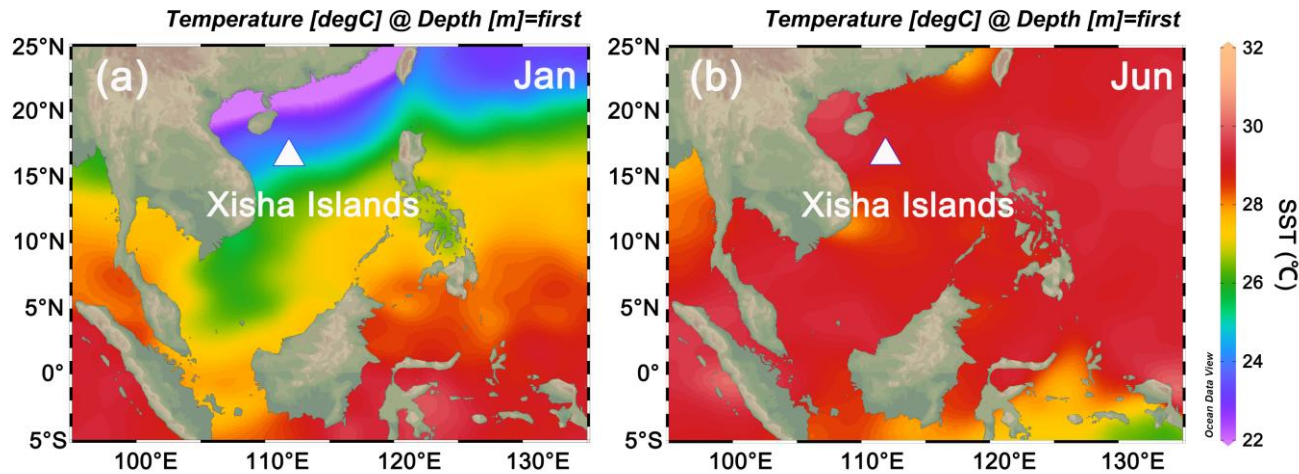 Temperature [degC] @ Depth [m]=first
Temperature [degC] @ Depth [m]=first
25°N
20°N
15°N
10°N
5°N
0°
5°S
(a)
Jan
Xisha Islands
100°E
110°E
120°E
130°E
25°N
20°N
15°N
10°N
5°N
0°
5°S
(b)
Jun
Xisha Islands
100°E
110°E
120°E
130°E
Ocean Data View
32
30
28
26
24
22
SST (°C)